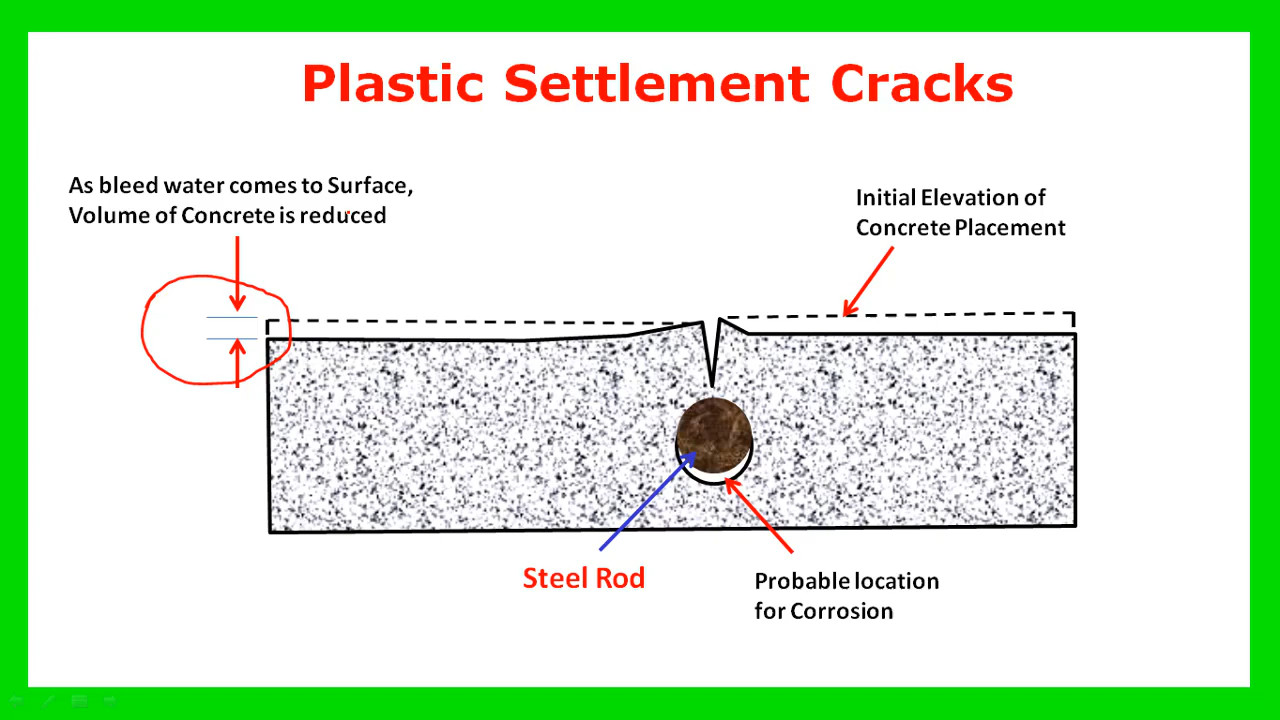 Plastic Settlement Cracks
As bleed water comes to Surface,
Volume of Concrete is reduced
Initial Elevation of
Concrete Placement
Steel Rod
Probable location
for Corrosion